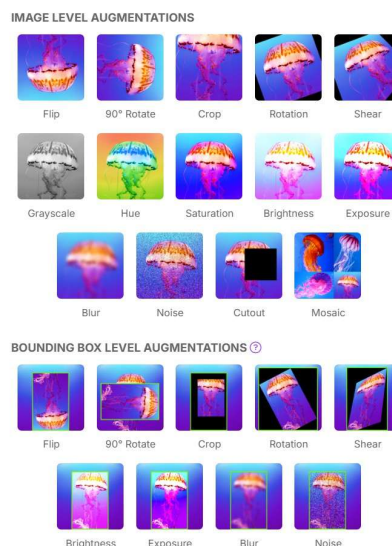 IMAGE LEVEL AUGMENTATIONS
Flip 90° Rotate Crop Rotation Shear
Grayscale Hue Saturation Brightness Exposure
Blur Noise Cutout Mosaic
BOUNDING BOX LEVEL AUGMENTATIONS ?
Flip 90° Rotate Crop Rotation Shear
Brightness Exposure Blur Noise